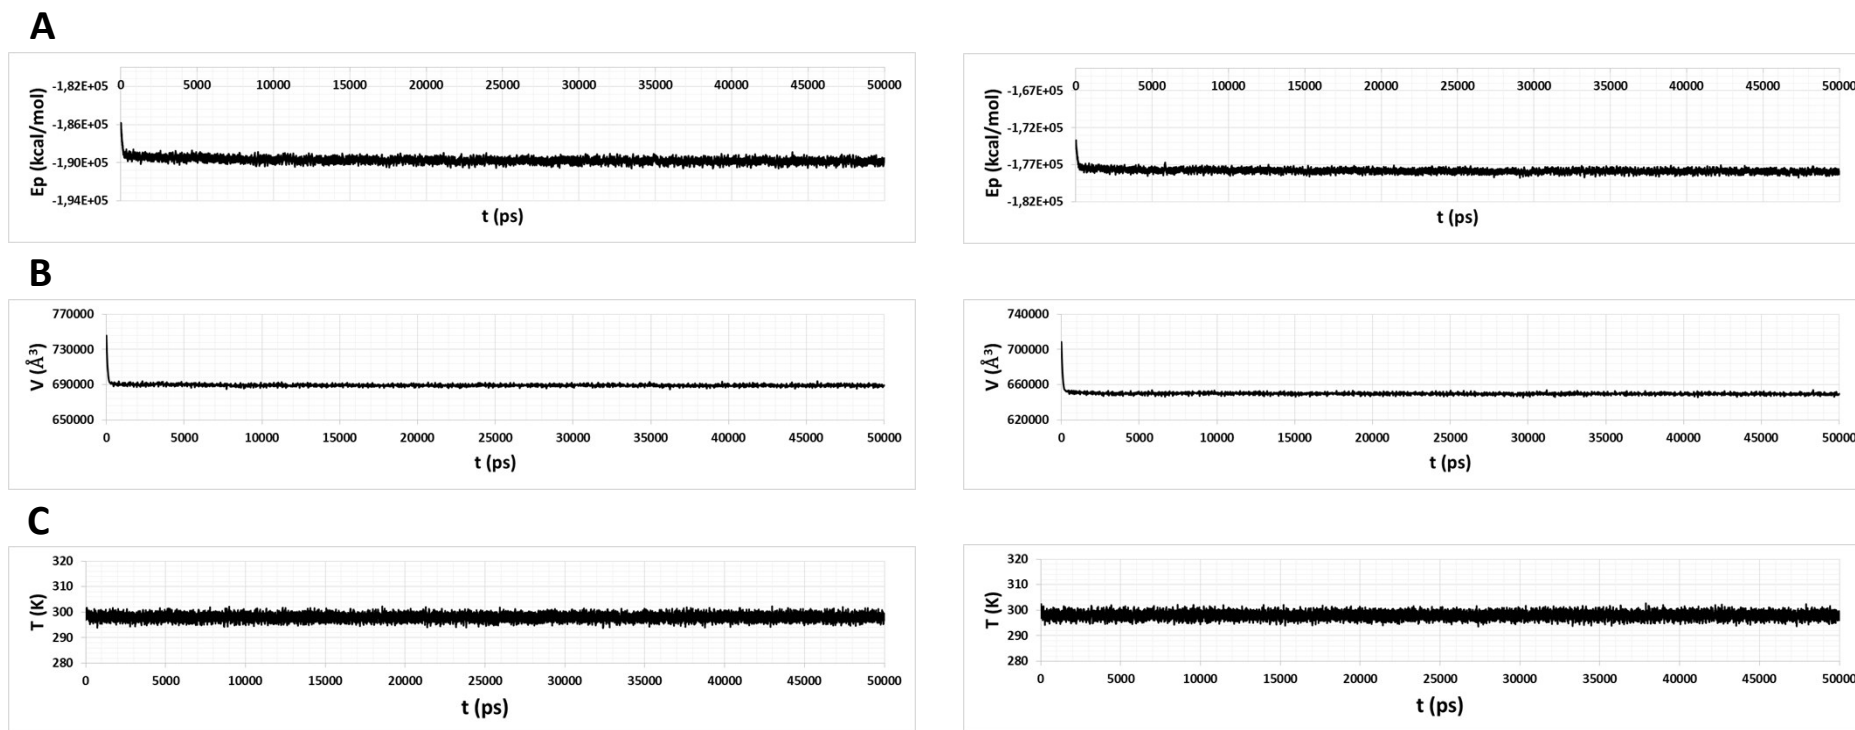 A
0 5000 10000 15000 20000 25000 30000 35000 40000 45000 50000
-1,82E+05
-1,86E+05
-1,90E+05
-1,94E+05
Ep (kcal/mol)
t (ps)
0 5000 10000 15000 20000 25000 30000 35000 40000 45000 50000
-1,67E+05
-1,72E+05
-1,77E+05
-1,82E+05
Ep (kcal/mol)
t (ps)
B
770000
730000
690000
650000
V (Å³)
0 5000 10000 15000 20000 25000 30000 35000 40000 45000 50000
t (ps)
740000
700000
660000
620000
V (Å³)
0 5000 10000 15000 20000 25000 30000 35000 40000 45000 50000
t (ps)
C
320
310
300
290
280
T (K)
0 5000 10000 15000 20000 25000 30000 35000 40000 45000 50000
t (ps)
320
310
300
290
280
T (K)
0 5000 10000 15000 20000 25000 30000 35000 40000 45000 50000
t (ps)